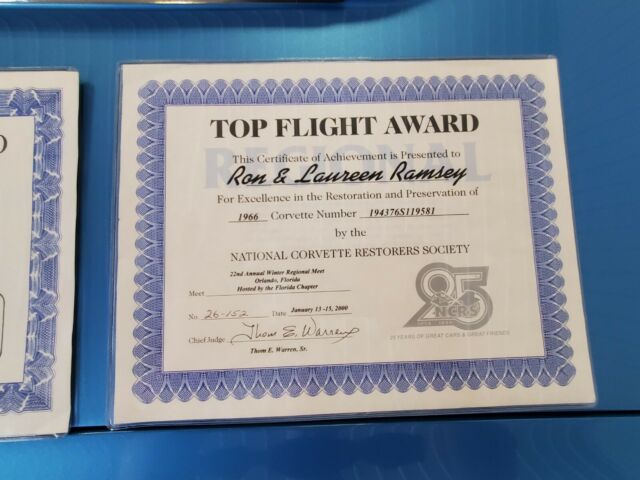 D
REGIONAL
TOP FLIGHT AWARD
This Certificate of Achievement is Presented to
Ron & Laureen Ramsey
For Excellence in the Restoration and Preservation of
1966 Corvette Number 194376S119581
by the
NATIONAL CORVETTE RESTORERS SOCIETY
22nd Annual Winter Regional Meet
Orlando, Florida
Meet Hosted by the Florida Chapter
No. 26-152 Date January 13-15, 2000
Chief Judge Thom E. Warren
Thom E. Warren, Sr.
25
NCRS
25 YEARS OF GREAT CARS & GREAT FRIENDS